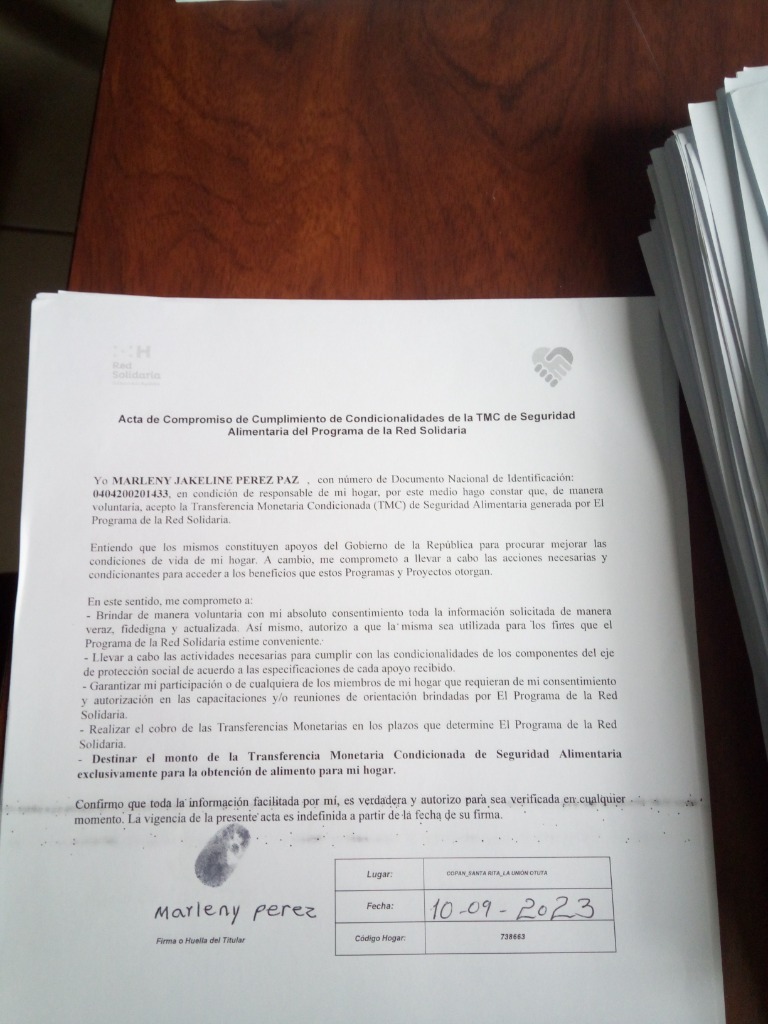 Red
Solidaria
Acta de Compromiso de Cumplimiento de Condicionalidades de la TMC de Seguridad
Alimentaria del Programa de la Red Solidaria
Yo MARLENY JAKELINE PEREZ PAZ , con número de Documento Nacional de Identificación:
0404200201433, en condición de responsable de mi hogar, por este medio hago constar que, de manera
voluntaria, acepto la Transferencia Monetaria Condicionada (TMC) de Seguridad Alimentaria generada por El
Programa de la Red Solidaria.
Entiendo que los mismos constituyen apoyos del Gobierno de la República para procurar mejorar las
condiciones de vida de mi hogar. A cambio, me comprometo a llevar a cabo las acciones necesarias y
condicionantes para acceder a los beneficios que estos Programas y Proyectos otorgan.
En este sentido, me comprometo a:
- Brindar de manera voluntaria con mi absoluto consentimiento toda la información solicitada de manera
veraz, fidedigna y actualizada. Así mismo, autorizo a que la misma sea utilizada para los fines que el
Programa de la Red Solidaria estime conveniente.
- Llevar a cabo las actividades necesarias para cumplir con las condicionalidades de los componentes del eje
de protección social de acuerdo a las especificaciones de cada apoyo recibido.
- Garantizar mi participación o de cualquiera de los miembros de mi hogar que requieran de mi consentimiento
y autorización en las capacitaciones y/o reuniones de orientación brindadas por El Programa de la Red
Solidaria.
- Realizar el cobro de las Transferencias Monetarias en los plazos que determine El Programa de la Red
Solidaria.
- Destinar el monto de la Transferencia Monetaria Condicionada de Seguridad Alimentaria
exclusivamente para la obtención de alimento para mi hogar.
Confirmo que toda la información facilitada por mí, es verdadera y autorizo para sea verificada en cualquier
momento. La vigencia de la presente acta es indefinida a partir de la fecha de su firma.
Marleny perez
Firma o Huella del Titular
Lugar: COPAN_SANTA RITA_LA UNION OTUTA
Fecha: 10-09-2023
Código Hogar: 738663